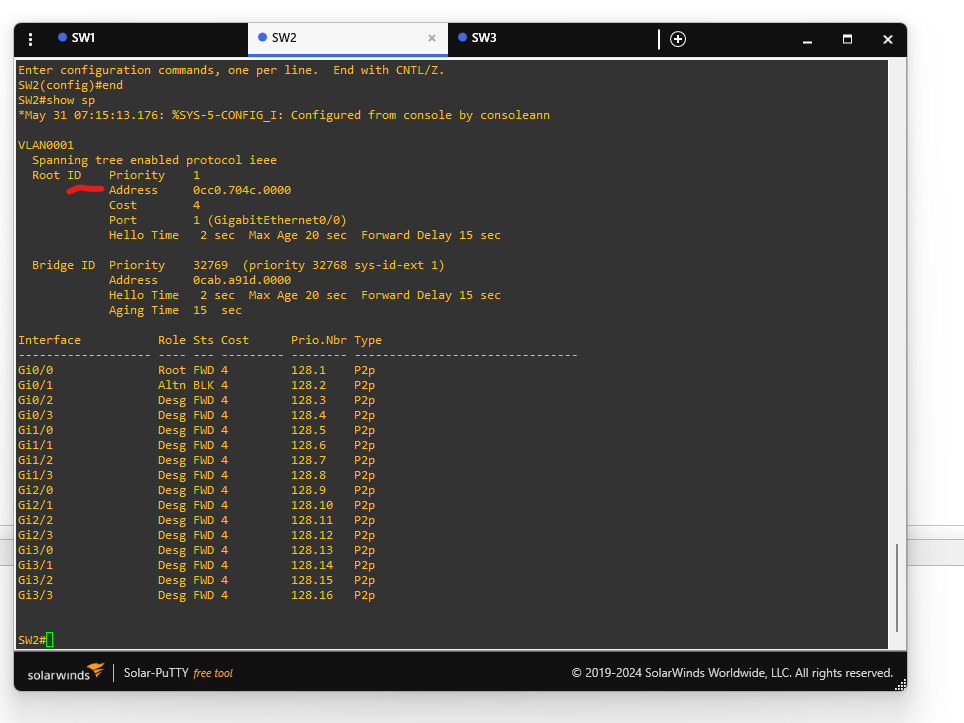 SW1 SW2 SW3
Enter configuration commands, one per line.  End with CNTL/Z.
SW2(config)#end
SW2#show sp
*May 31 07:15:13.176: %SYS-5-CONFIG_I: Configured from console by consoleann

VLAN0001
  Spanning tree enabled protocol ieee
  Root ID    Priority    1
             Address     0cc0.704c.0000
             Cost        4
             Port        1 (GigabitEthernet0/0)
             Hello Time   2 sec  Max Age 20 sec  Forward Delay 15 sec

  Bridge ID  Priority    32769  (priority 32768 sys-id-ext 1)
             Address     0cab.a91d.0000
             Hello Time   2 sec  Max Age 20 sec  Forward Delay 15 sec
             Aging Time  15  sec

Interface           Role Sts Cost      Prio.Nbr Type
------------------- ---- --- --------- -------- --------------------------------
Gi0/0               Root FWD 4         128.1    P2p
Gi0/1               Altn BLK 4         128.2    P2p
Gi0/2               Desg FWD 4         128.3    P2p
Gi0/3               Desg FWD 4         128.4    P2p
Gi1/0               Desg FWD 4         128.5    P2p
Gi1/1               Desg FWD 4         128.6    P2p
Gi1/2               Desg FWD 4         128.7    P2p
Gi1/3               Desg FWD 4         128.8    P2p
Gi2/0               Desg FWD 4         128.9    P2p
Gi2/1               Desg FWD 4         128.10   P2p
Gi2/2               Desg FWD 4         128.11   P2p
Gi2/3               Desg FWD 4         128.12   P2p
Gi3/0               Desg FWD 4         128.13   P2p
Gi3/1               Desg FWD 4         128.14   P2p
Gi3/2               Desg FWD 4         128.15   P2p
Gi3/3               Desg FWD 4         128.16   P2p

SW2#
solarwinds Solar-PuTTY free tool © 2019-2024 SolarWinds Worldwide, LLC. All rights reserved.